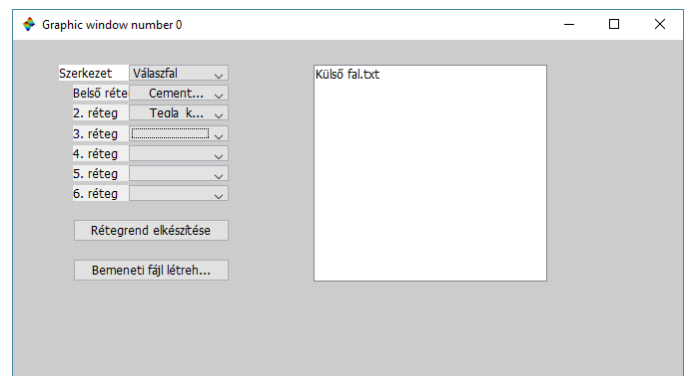 Graphic window number 0
Szerkezet Válaszfal
Belső réte Cement...
2. réteg Tegla k...
3. réteg
4. réteg
5. réteg
6. réteg
Rétegrend elkészítése
Bemeneti fájl létreh...
Külső fal.txt